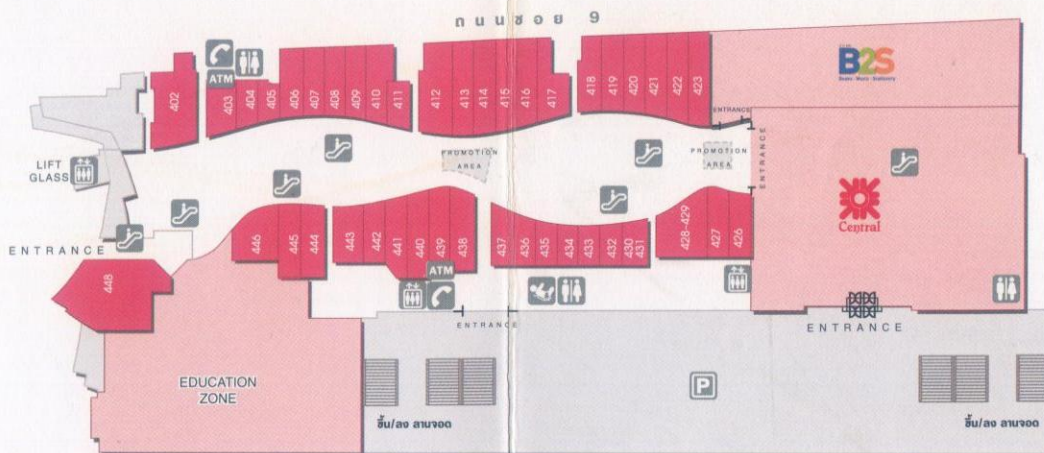 ถนนซอย 9
B2S
Books · Music · Stationery
ATM
402
403
404
405
406
407
408
409
410
411
412
413
414
415
416
417
418
419
420
421
422
423
ENTRANCE
LIFT
GLASS
PROMOTION
AREA
PROMOTION
AREA
ENTRANCE
Central
ENTRANCE
446
445
444
443
442
441
440
439
438
437
436
435
434
433
432
430
431
428-429
427
426
448
ATM
ENTRANCE
ENTRANCE
EDUCATION
ZONE
P
ขึ้น/ลง ลานจอด
ขึ้น/ลง ลานจอด